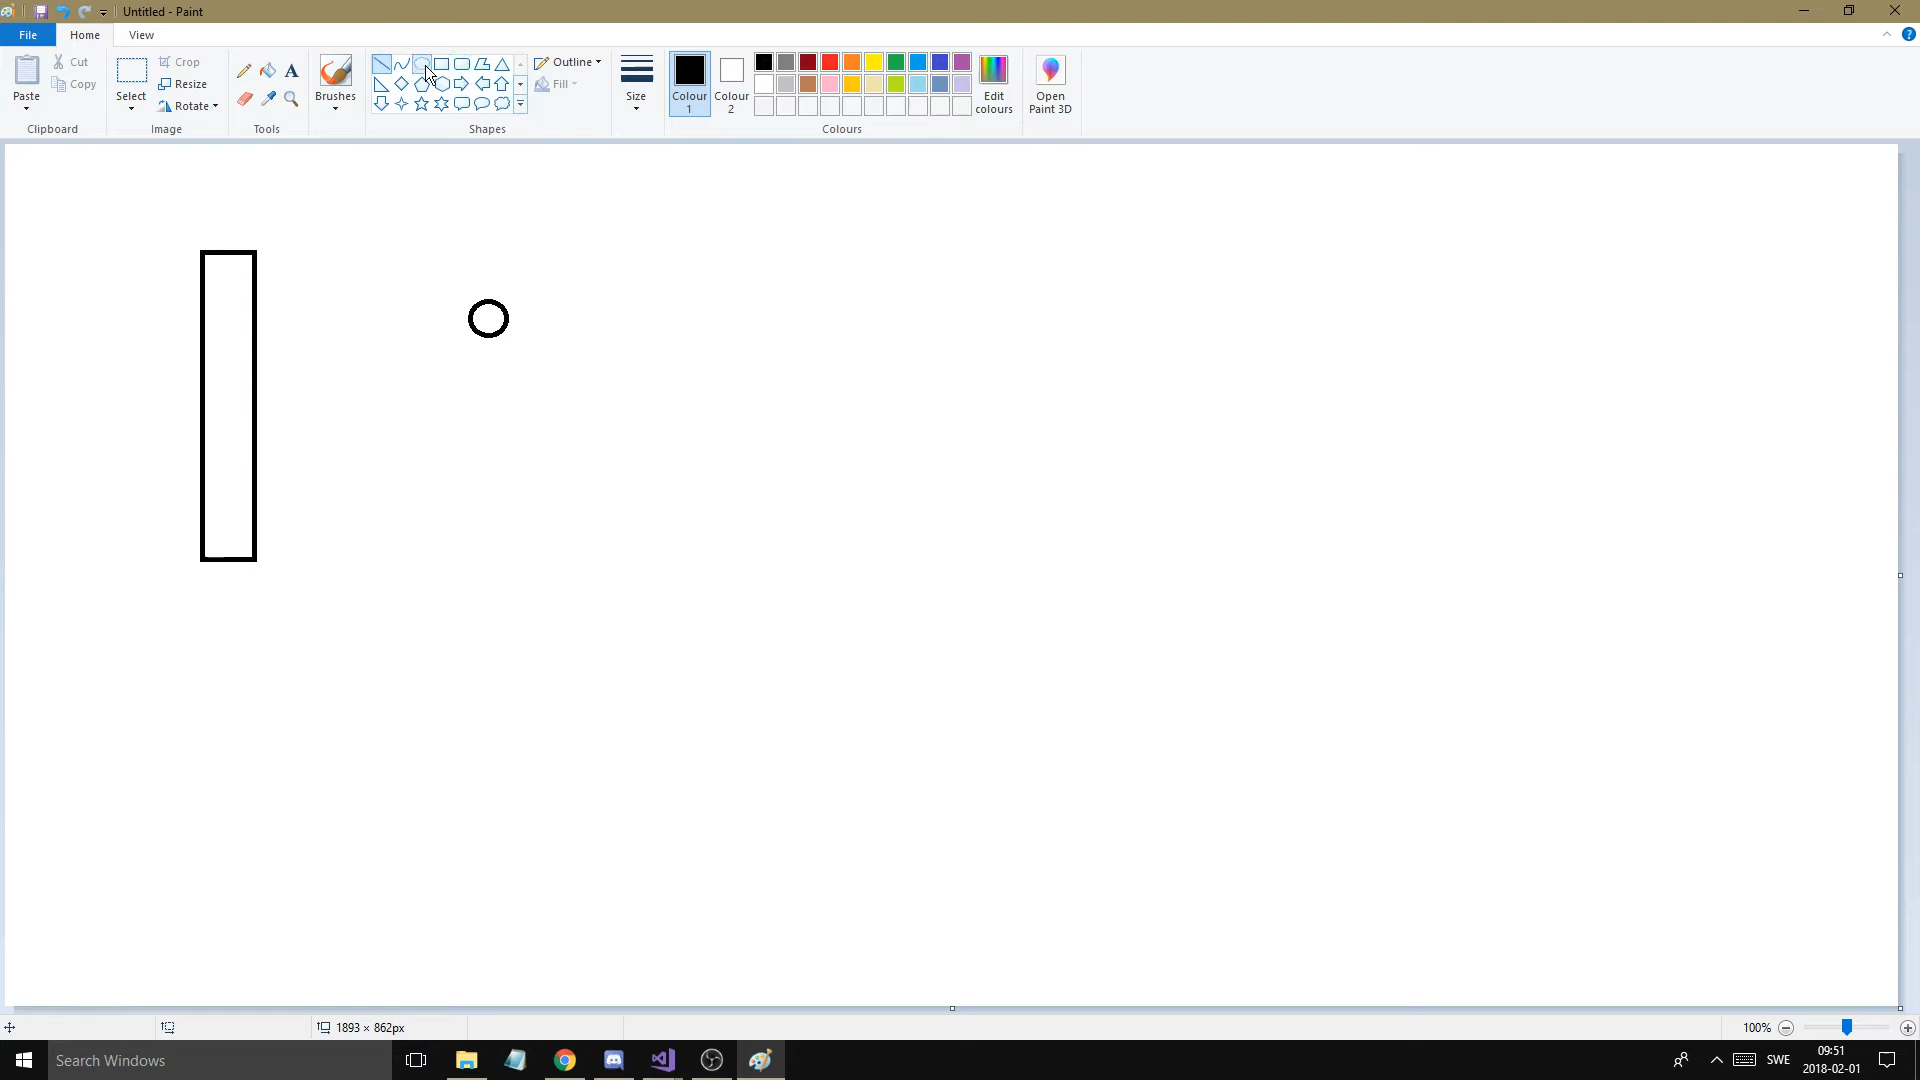 Untitled - Paint
File
Home
View
Paste
Cut
Copy
Clipboard
Select
Crop
Resize
Rotate
Image
A
Tools
Brushes
Shapes
Outline
Fill
Size
Colour
1
Colour
2
Colours
Edit
colours
Open
Paint 3D
1893 × 862px
100%
Search Windows
SWE
09:51
2018-02-01